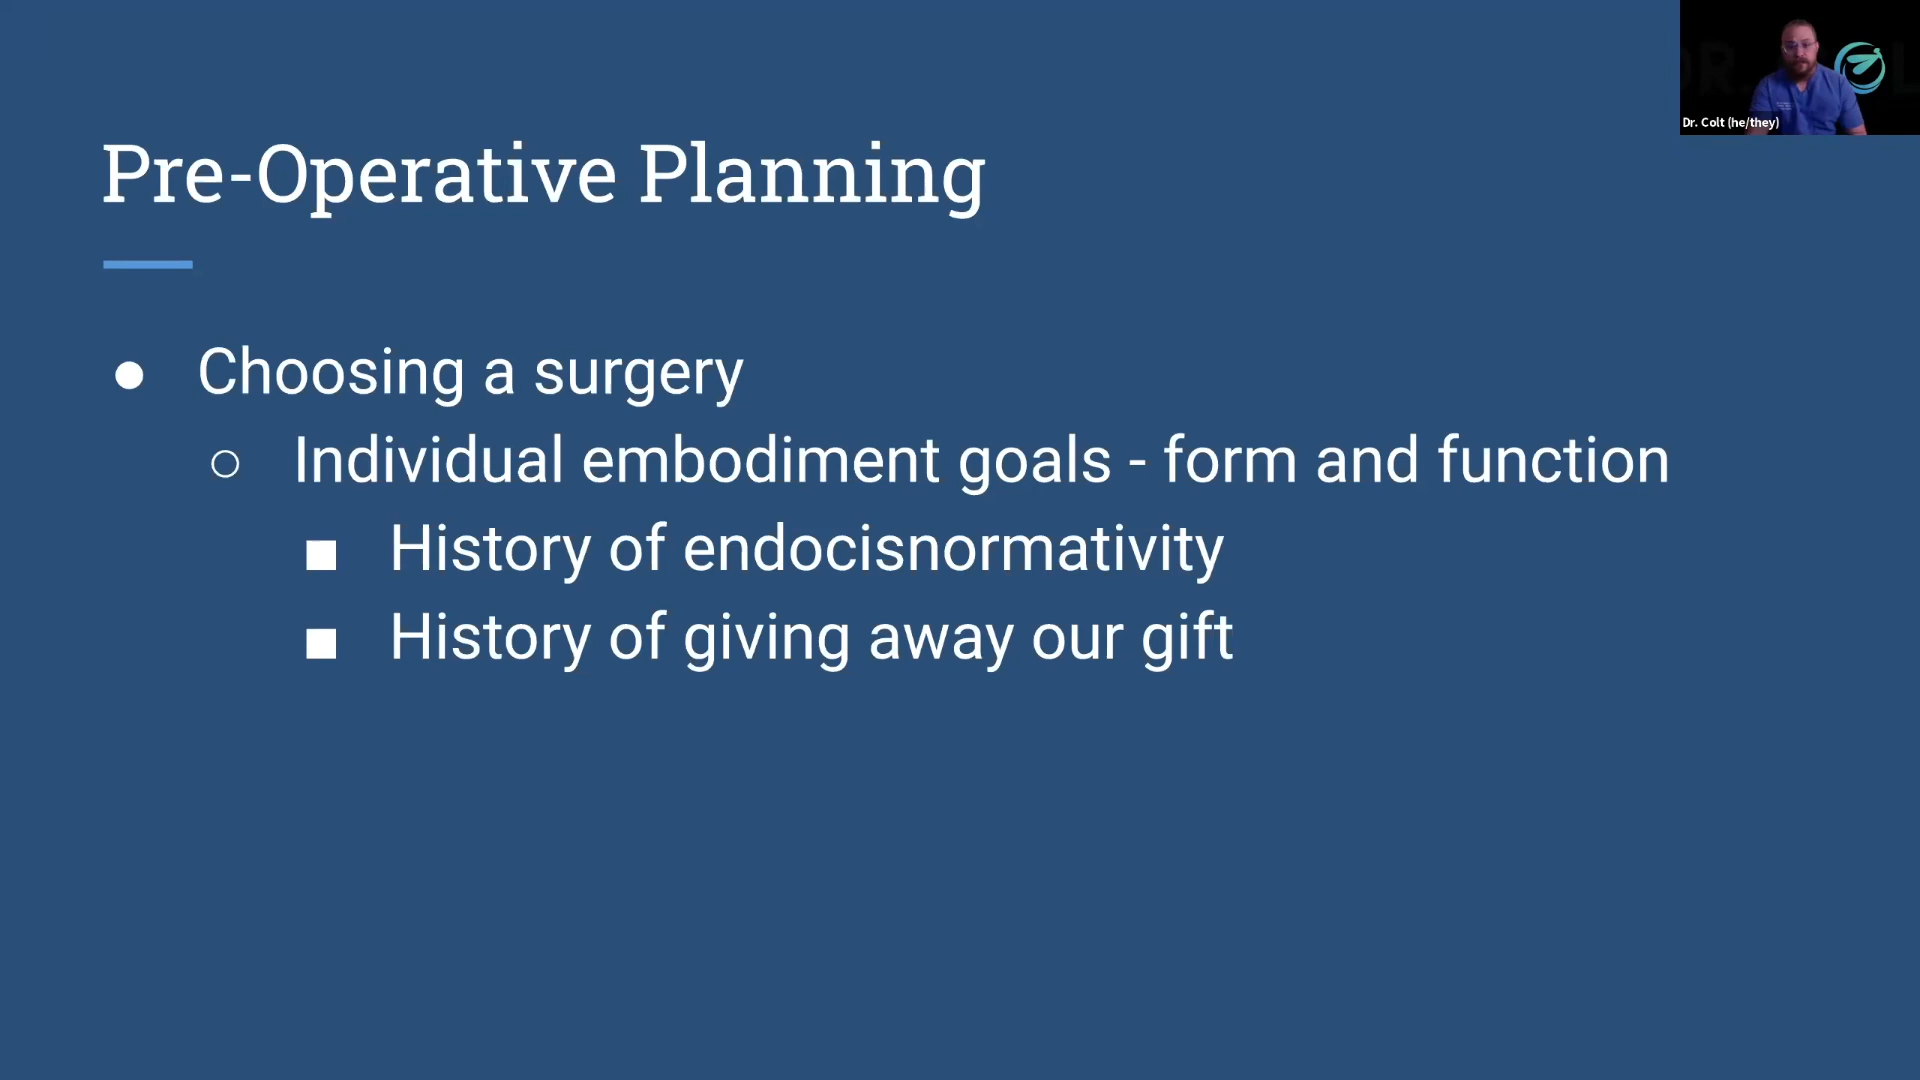 Pre-Operative Planning
● Choosing a surgery
○ Individual embodiment goals - form and function
■ History of endocisnormativity
■ History of giving away our gift
Dr. Colt (he/they)